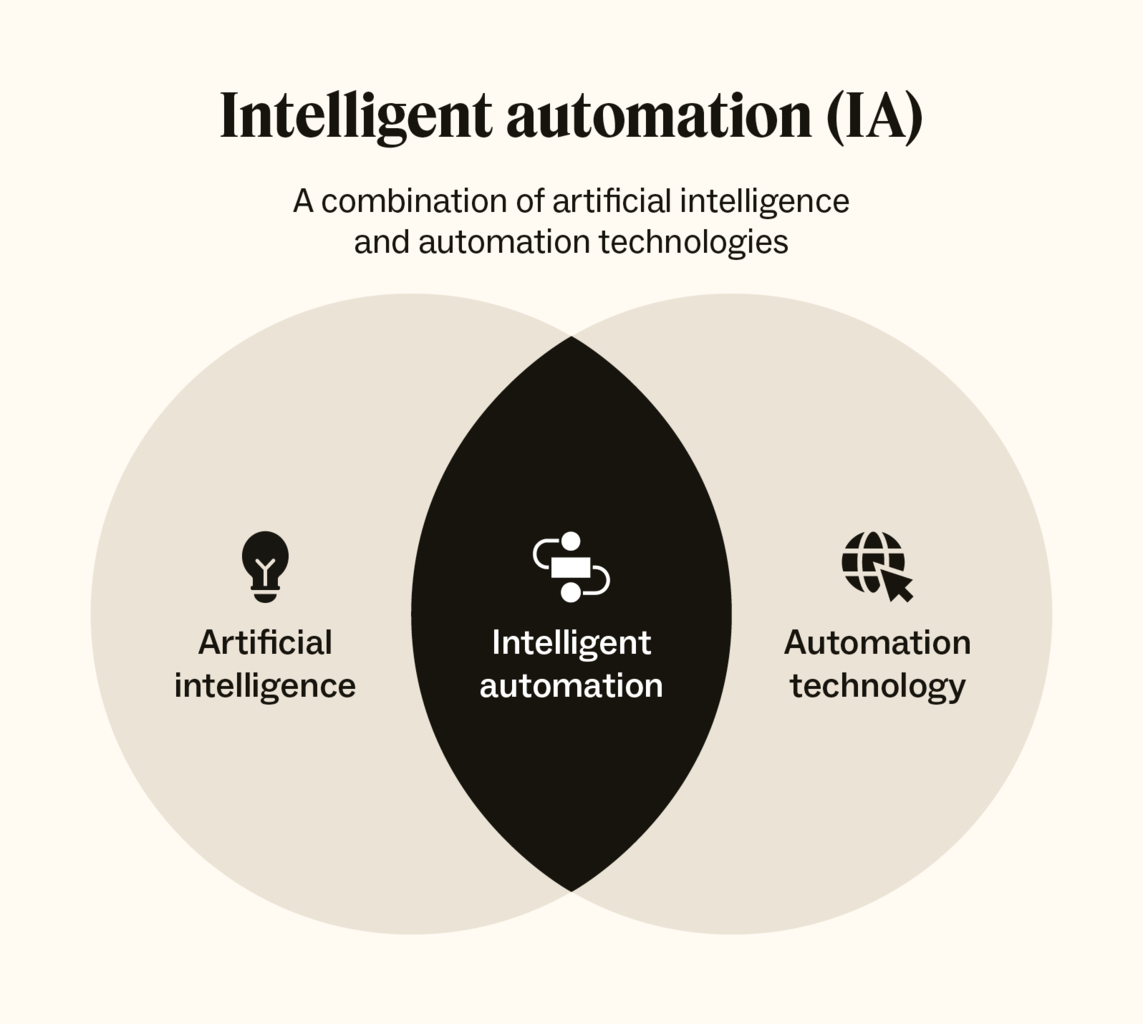 Intelligent automation (IA)
A combination of artificial intelligence
and automation technologies
Artificial
intelligence
Intelligent
automation
Automation
technology